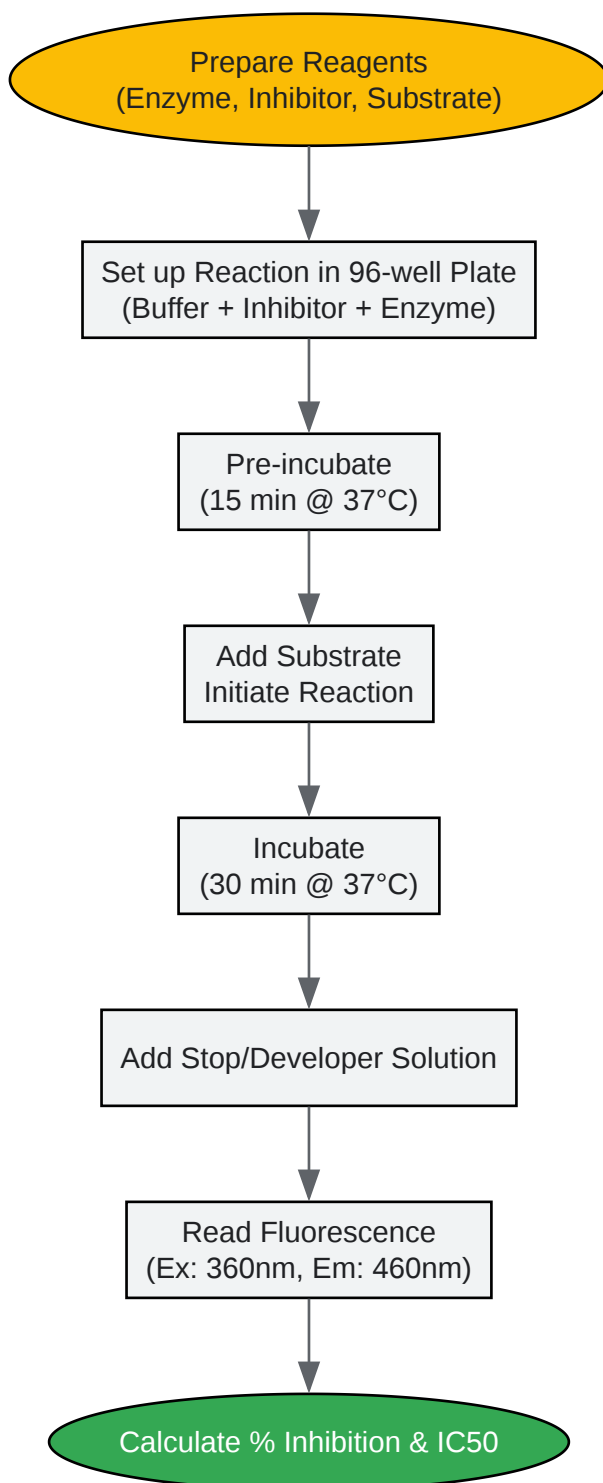 Prepare Reagents
(Enzyme, Inhibitor, Substrate)
Set up Reaction in 96-well Plate
(Buffer + Inhibitor + Enzyme)
Pre-incubate
(15 min @ 37°C)
Add Substrate
Initiate Reaction
Incubate
(30 min @ 37°C)
Add Stop/Developer Solution
Read Fluorescence
(Ex: 360nm, Em: 460nm)
Calculate % Inhibition & IC50